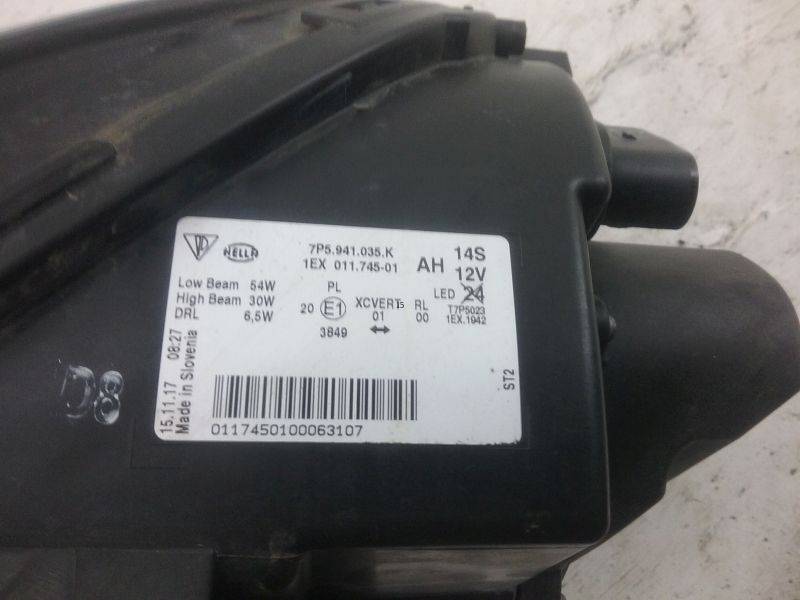 HELLA
7P5.941.035.K
1EX 011.745-01
AH
14S
12V
LED 24
T7P5023
1EX.1942
Low Beam 54W
High Beam 30W
DRL 6,5W
PL
20 E1
3849
XCVERTs
01
RL
00
15.11.17 08:27
Made in Slovenia
ST2
0117450100063107
D8